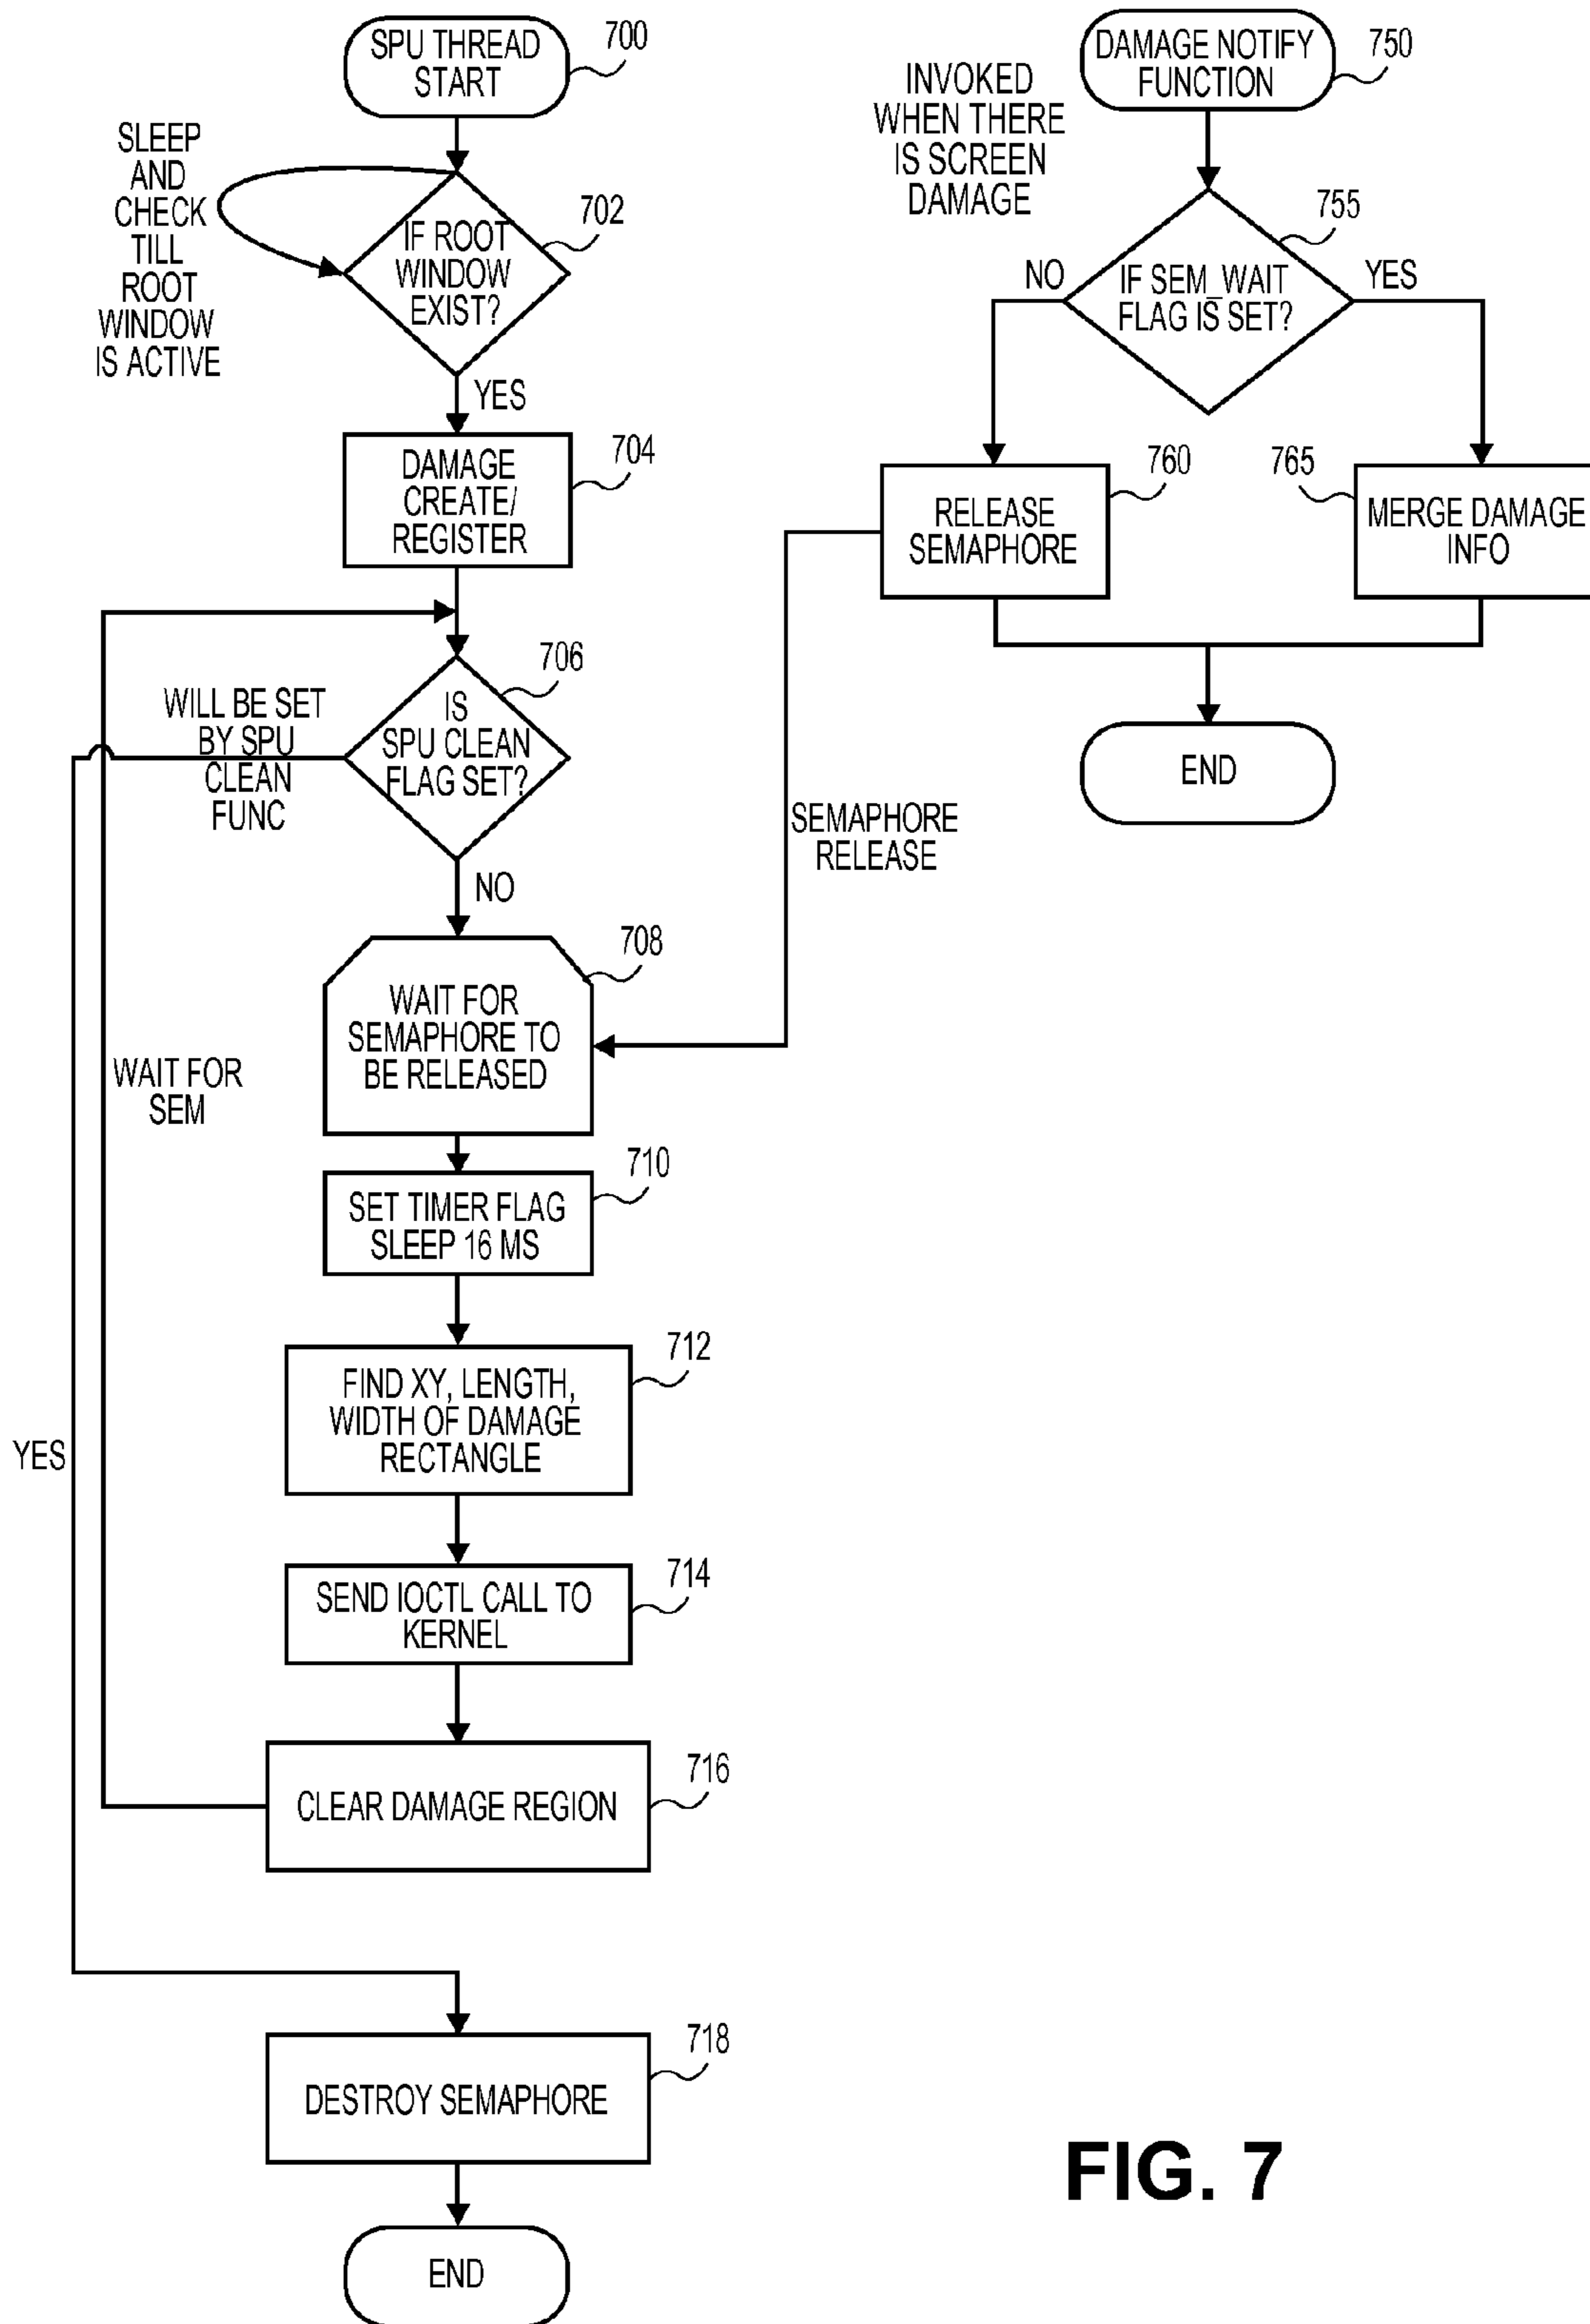 SPU THREAD
START
700
SLEEP
AND
CHECK
TILL
ROOT
WINDOW
IS ACTIVE
IF ROOT
WINDOW
EXIST?
702
YES
DAMAGE
CREATE/
REGISTER
704
IS
SPU CLEAN
FLAG SET?
706
WILL BE SET
BY SPU
CLEAN
FUNC
NO
WAIT FOR
SEMAPHORE TO
BE RELEASED
708
WAIT FOR
SEM
SET TIMER FLAG
SLEEP 16 MS
710
FIND XY, LENGTH,
WIDTH OF DAMAGE
RECTANGLE
712
YES
SEND IOCTL CALL TO
KERNEL
714
CLEAR DAMAGE REGION
716
DESTROY SEMAPHORE
718
END
DAMAGE NOTIFY
FUNCTION
750
INVOKED
WHEN THERE
IS SCREEN
DAMAGE
IF SEM_WAIT
FLAG IS SET?
755
NO
YES
RELEASE
SEMAPHORE
760
765
MERGE DAMAGE
INFO
END
SEMAPHORE
RELEASE
FIG. 7